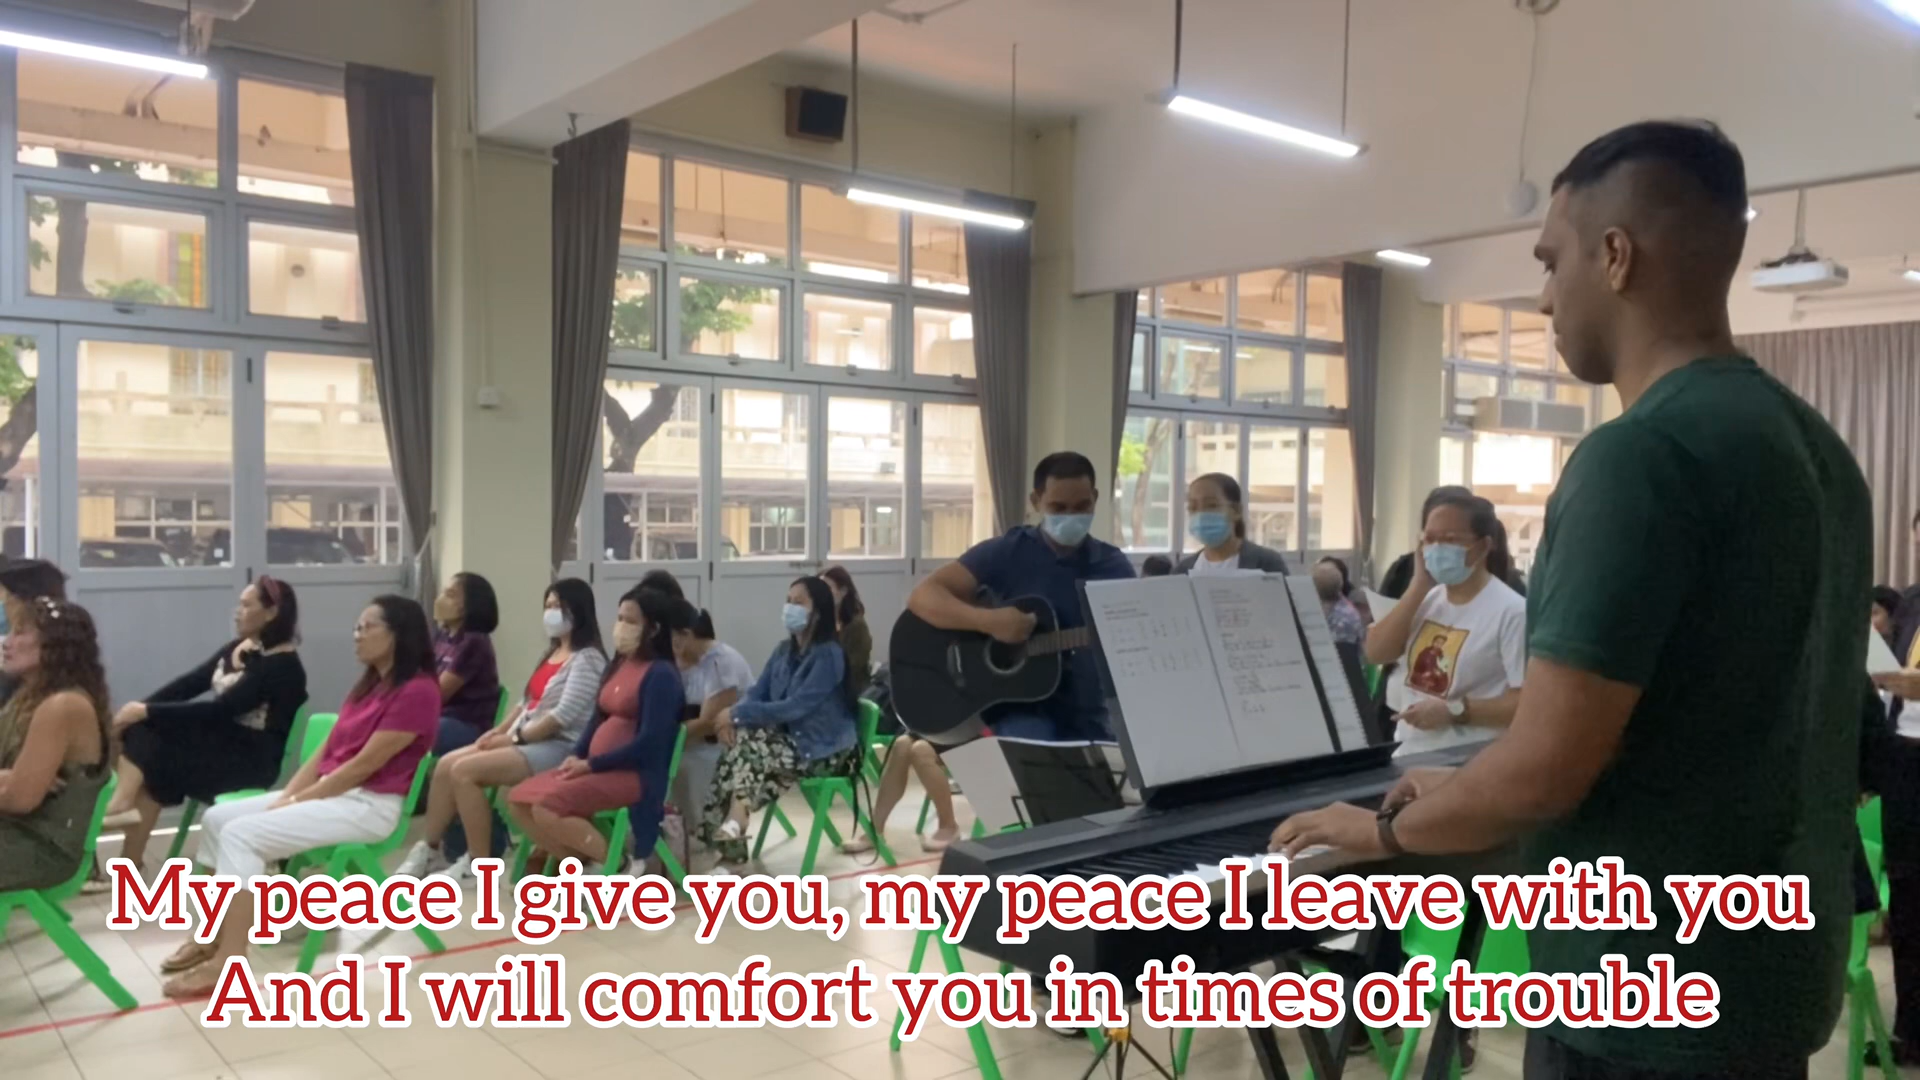 My peace I give you, my peace I leave with you
And I will comfort you in times of trouble